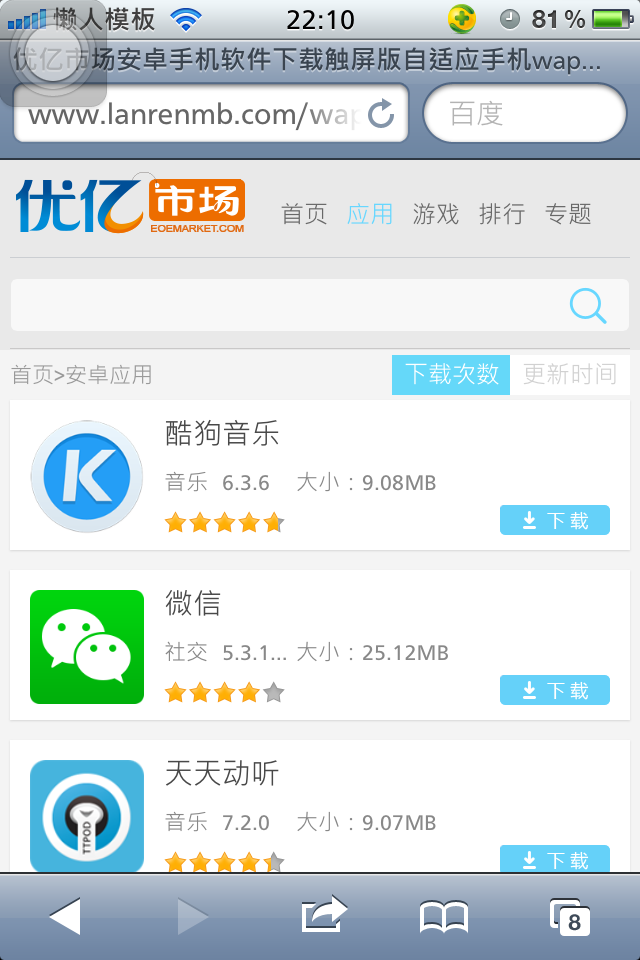 懒人模板 22:10 81%
优亿市场安卓手机软件下载触屏版自适应手机wap...
www.lanrenmb.com/wap 百度
优亿市场 首页 应用 游戏 排行 专题
EOEMARKET.COM
首页>安卓应用 下载次数 更新时间
酷狗音乐
K
音乐 6.3.6 大小：9.08MB
下载
微信
社交 5.3.1... 大小：25.12MB
下载
天天动听
音乐 7.2.0 大小：9.07MB
TTPOD
下载
8